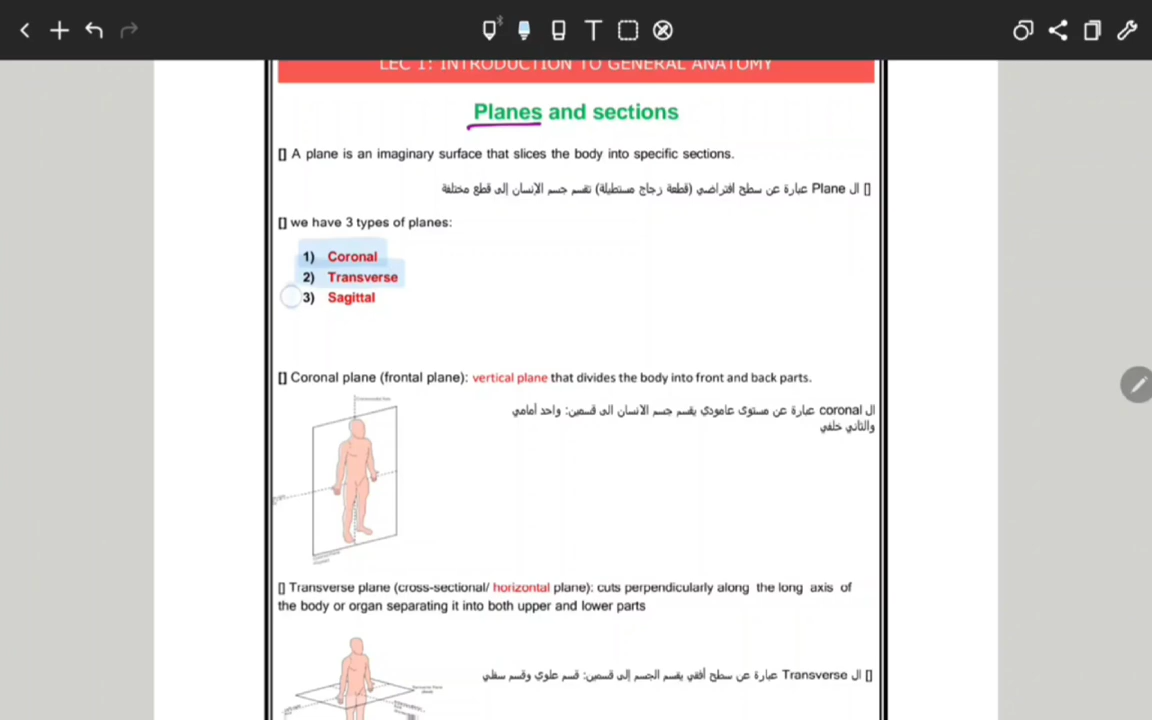 LEC 1: INTRODUCTION TO GENERAL ANATOMY
Planes and sections
[] A plane is an imaginary surface that slices the body into specific sections.
[] ال Plane عبارة عن سطح افتراضي (قطعة زجاج مستطيلة) تقسم جسم الإنسان إلى قطع مختلفة
[] we have 3 types of planes:
1) Coronal
2) Transverse
3) Sagittal
[] Coronal plane (frontal plane): vertical plane that divides the body into front and back parts.
ال coronal عبارة عن مستوى عامودي يقسم جسم الانسان الى قسمين: واحد أمامي
والثاني خلفي
[] Transverse plane (cross-sectional/ horizontal plane): cuts perpendicularly along the long axis of
the body or organ separating it into both upper and lower parts
[] ال Transverse عبارة عن سطح أفقي يقسم الجسم إلى قسمين: قسم علوي وقسم سفلي